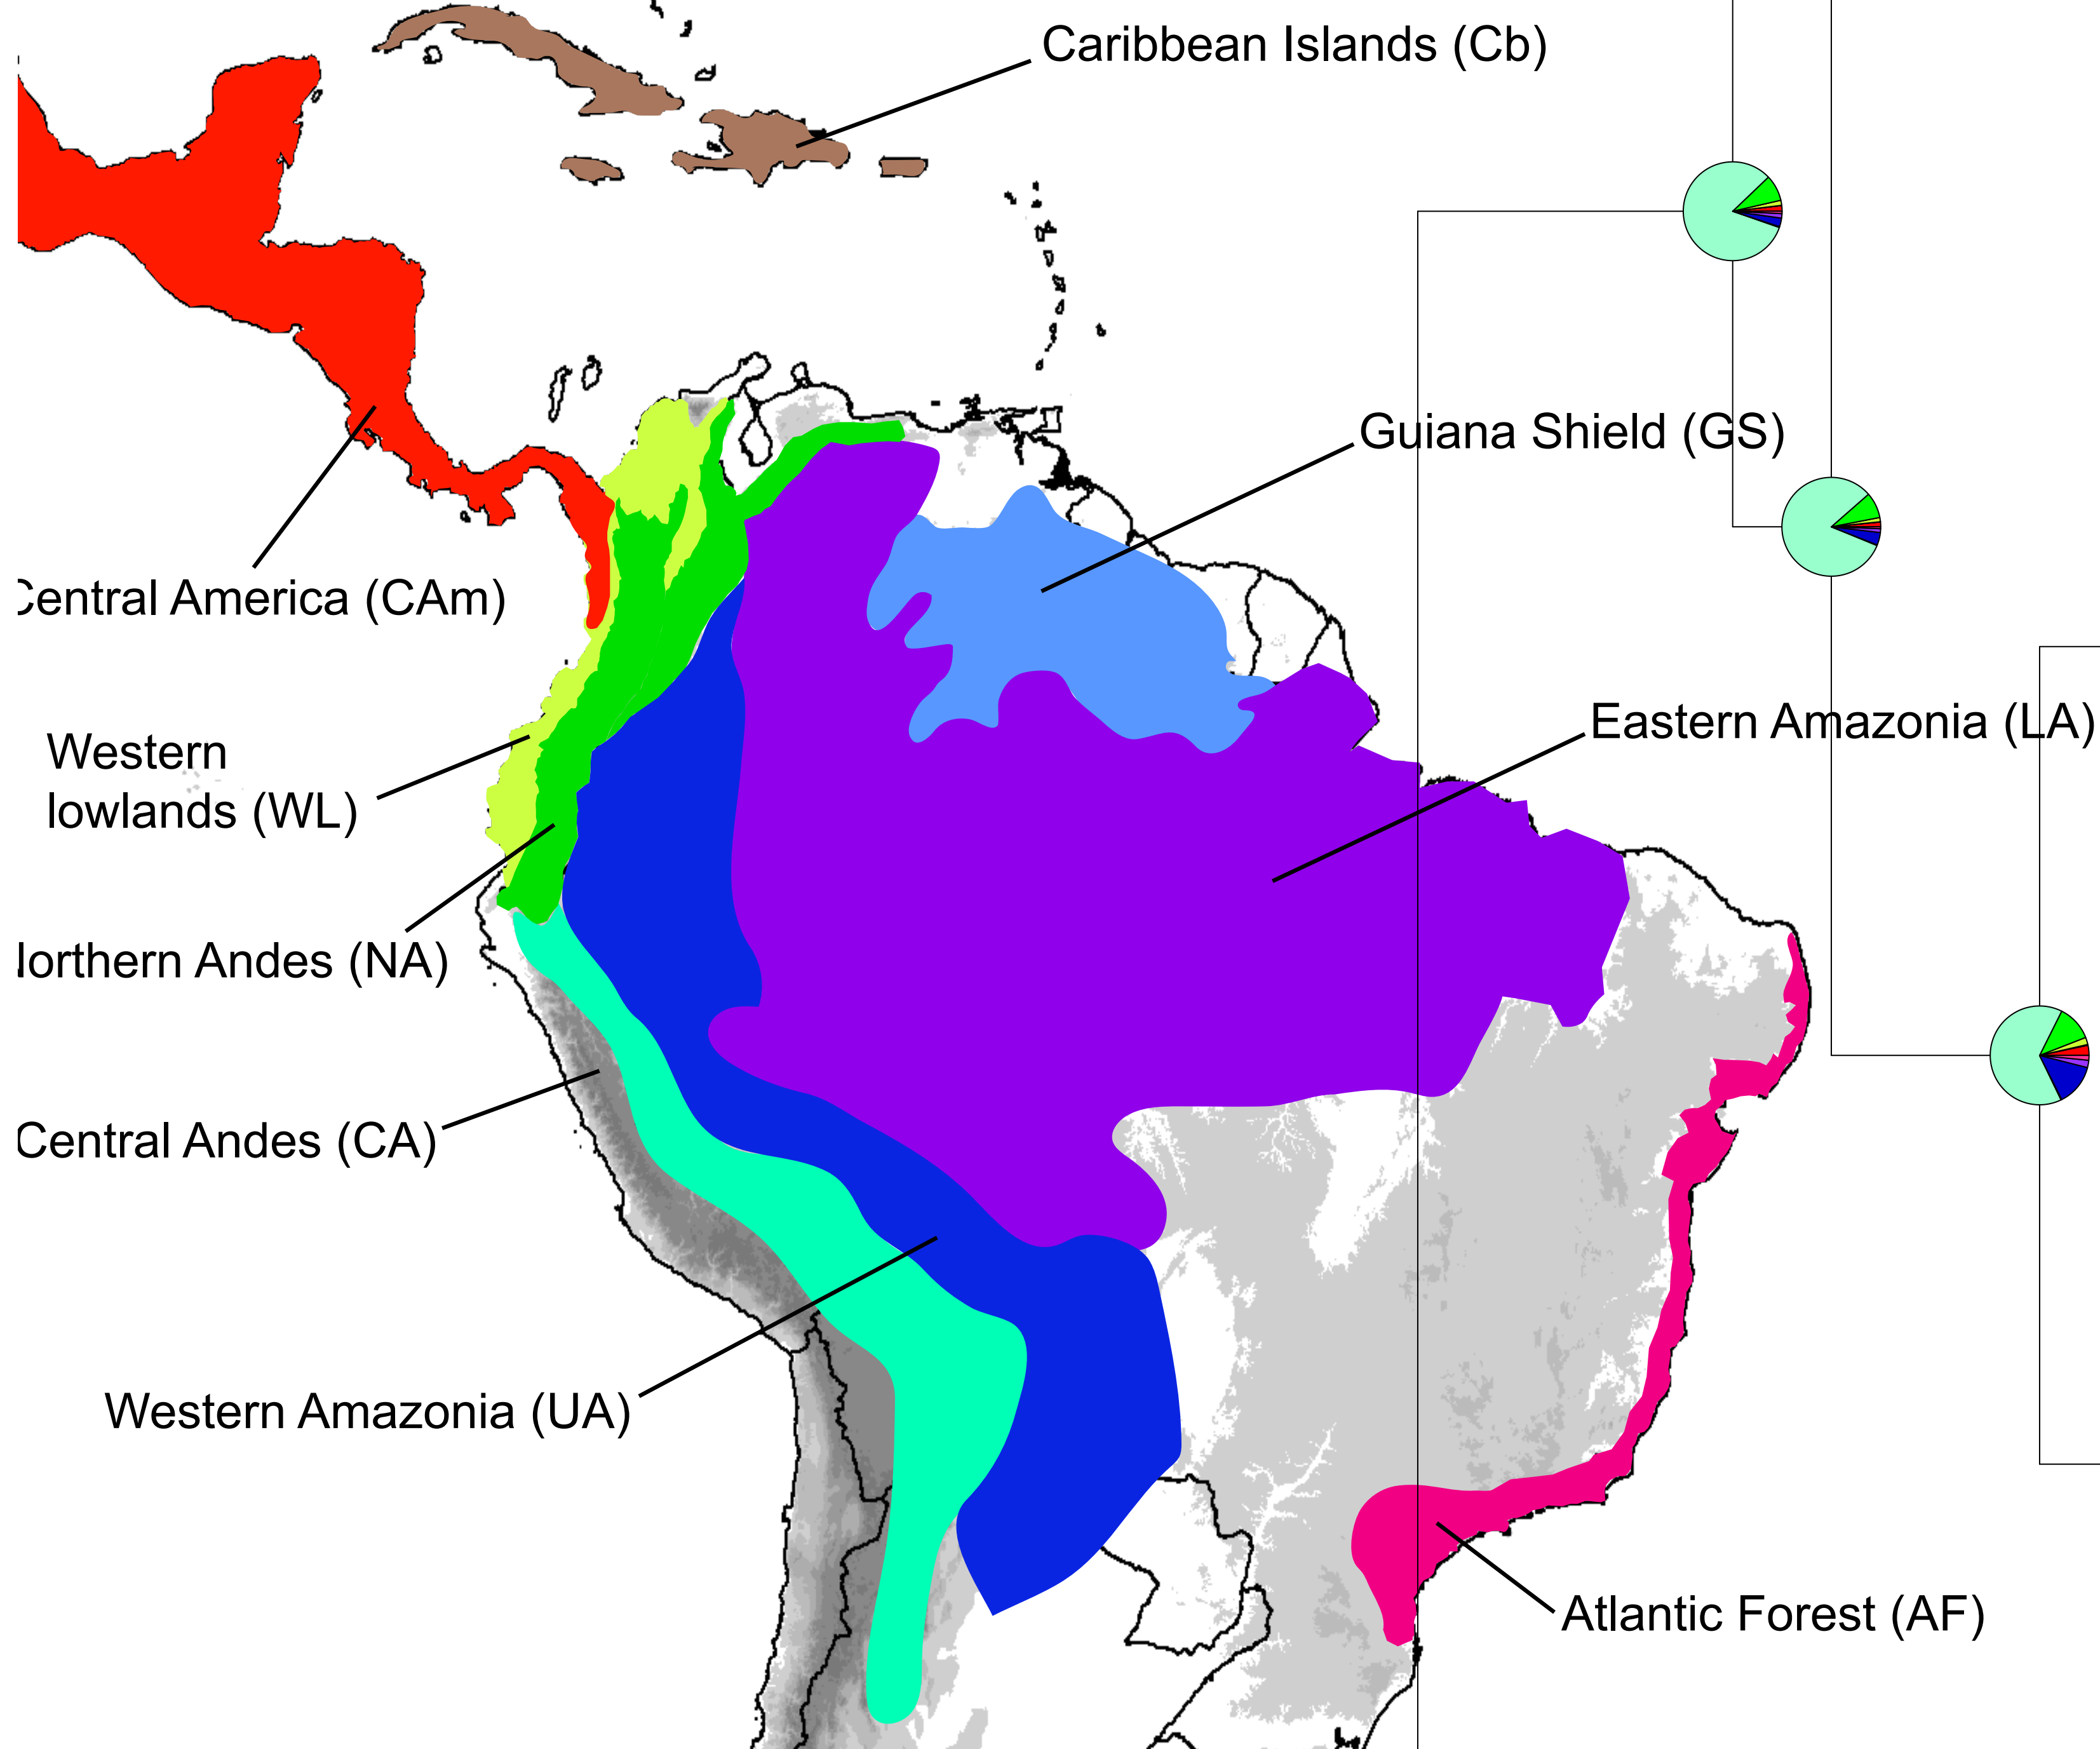 Caribbean Islands (Cb)
Guiana Shield (GS)
Central America (CAm)
Eastern Amazonia (LA)
Western
lowlands (WL)
Northern Andes (NA)
Central Andes (CA)
Western Amazonia (UA)
Atlantic Forest (AF)